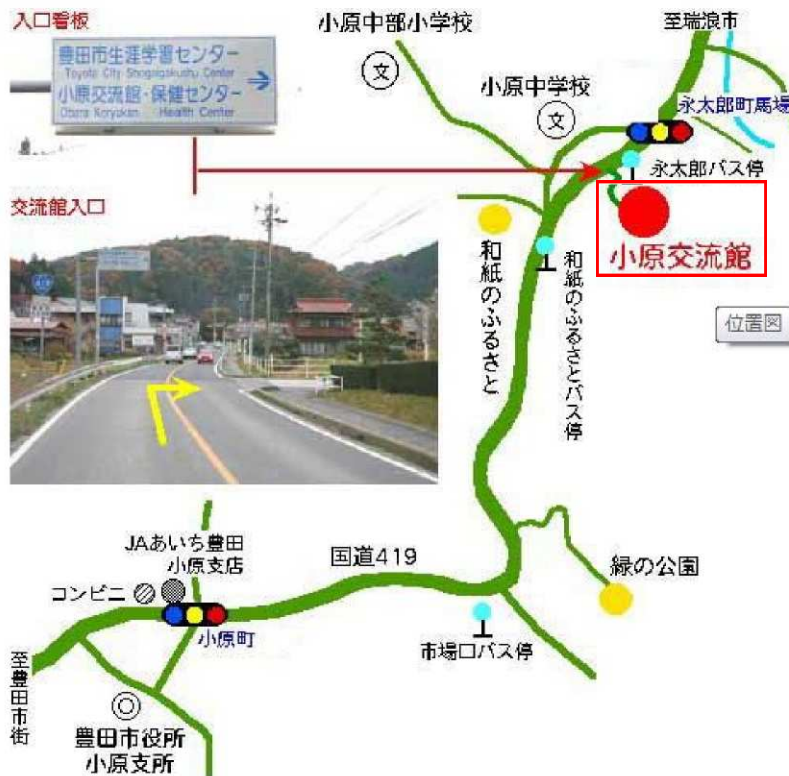 入口看板
豊田市生涯学習センター
Toyota City Shogaigakushu Center
小原交流館・保健センター
Obara Koryukan Health Center
→
小原中部小学校
文
小原中学校
文
至瑞浪市
永太郎町馬場
永太郎バス停
小原交流館
交流館入口
419
和紙のふるさと
和紙のふるさとバス停
位置図
JAあいち豊田
小原支店
コンビニ
国道419
緑の公園
小原町
市場口バス停
至豊田市街
豊田市役所
小原支所